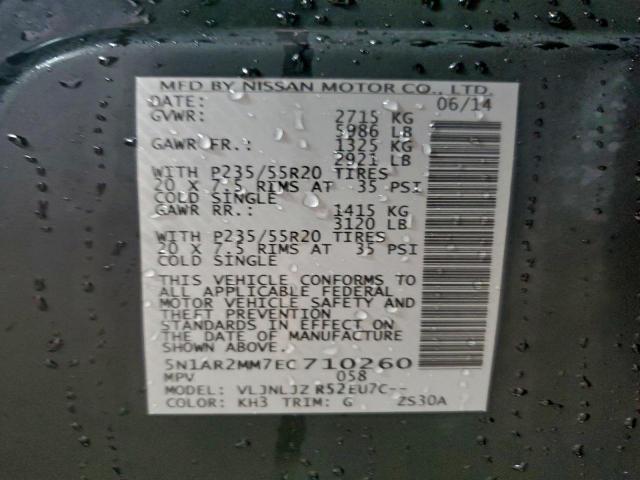 MFD BY NISSAN MOTOR CO., LTD.
DATE: 06/14
GVWR: 2715 KG
5986 LB
GAWR FR.: 1325 KG
2921 LB
WITH P235/55R20 TIRES
20 X 7.5 RIMS AT 35 PSI
COLD SINGLE
GAWR RR.: 1415 KG
3120 LB
WITH P235/55R20 TIRES
20 X 7.5 RIMS AT 35 PSI
COLD SINGLE
THIS VEHICLE CONFORMS TO
ALL APPLICABLE FEDERAL
MOTOR VEHICLE SAFETY AND
THEFT PREVENTION
STANDARDS IN EFFECT ON
THE DATE OF MANUFACTURE
SHOWN ABOVE.
5N1AR2MM7EC710260
MPV 058
MODEL: VLJNLJZ R52EU7C--
COLOR: KH3 TRIM: G ZS30A